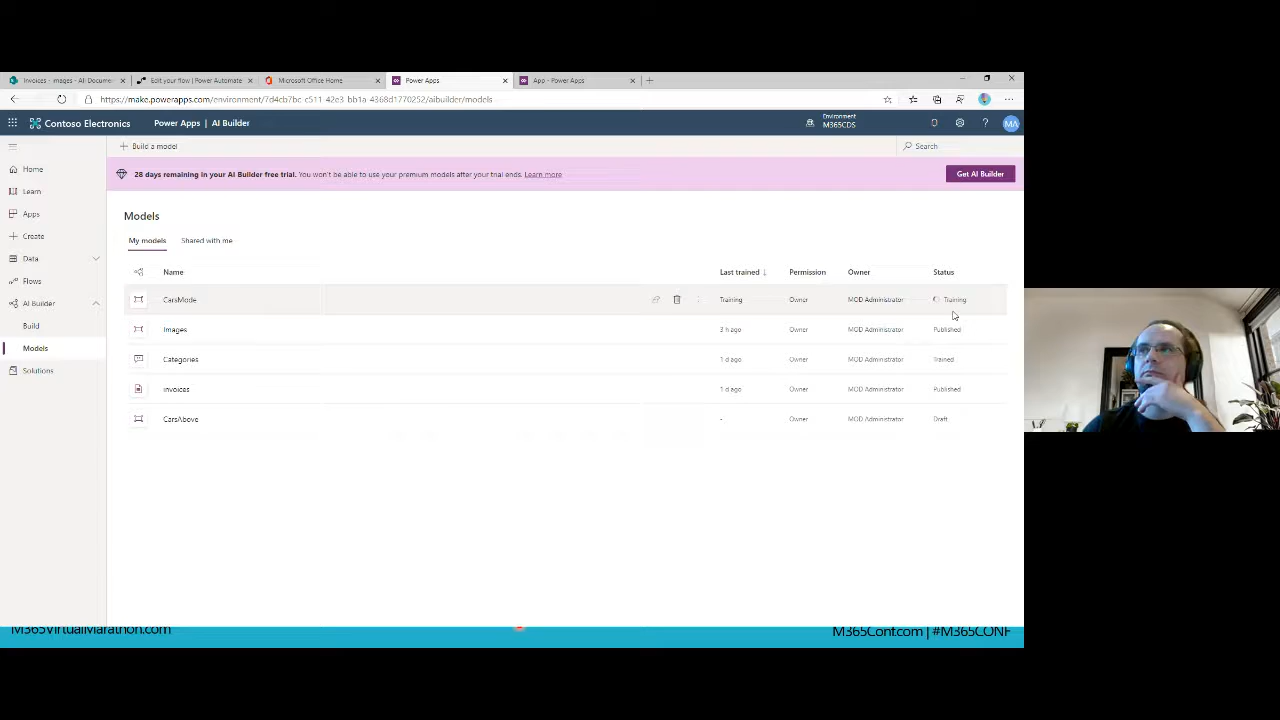 Invoices - Images - All Docume
Edit your flow | Power Automate
Microsoft Office Home
Power Apps
App - Power Apps
https://make.powerapps.com/environment/7d4cb7bc-c511-42e3-bb1a-4368d1770252/aibuilder/models
Contoso Electronics
Power Apps | AI Builder
Environment
M365CDS
MA
Build a model
Search
28 days remaining in your AI Builder free trial. You won't be able to use your premium models after your trial ends. Learn more
Get AI Builder
Home
Learn
Apps
Create
Data
Flows
AI Builder
Build
Models
Solutions
Models
My models
Shared with me
Name Last trained ↓ Permission Owner Status
CarsMode Training Owner MOD Administrator Training
Images 3 h ago Owner MOD Administrator Published
Categories 1 d ago Owner MOD Administrator Trained
invoices 1 d ago Owner MOD Administrator Published
CarsAbove - Owner MOD Administrator Draft
M365VirtualMarathon.com
M365Conf.com | #M365CONF